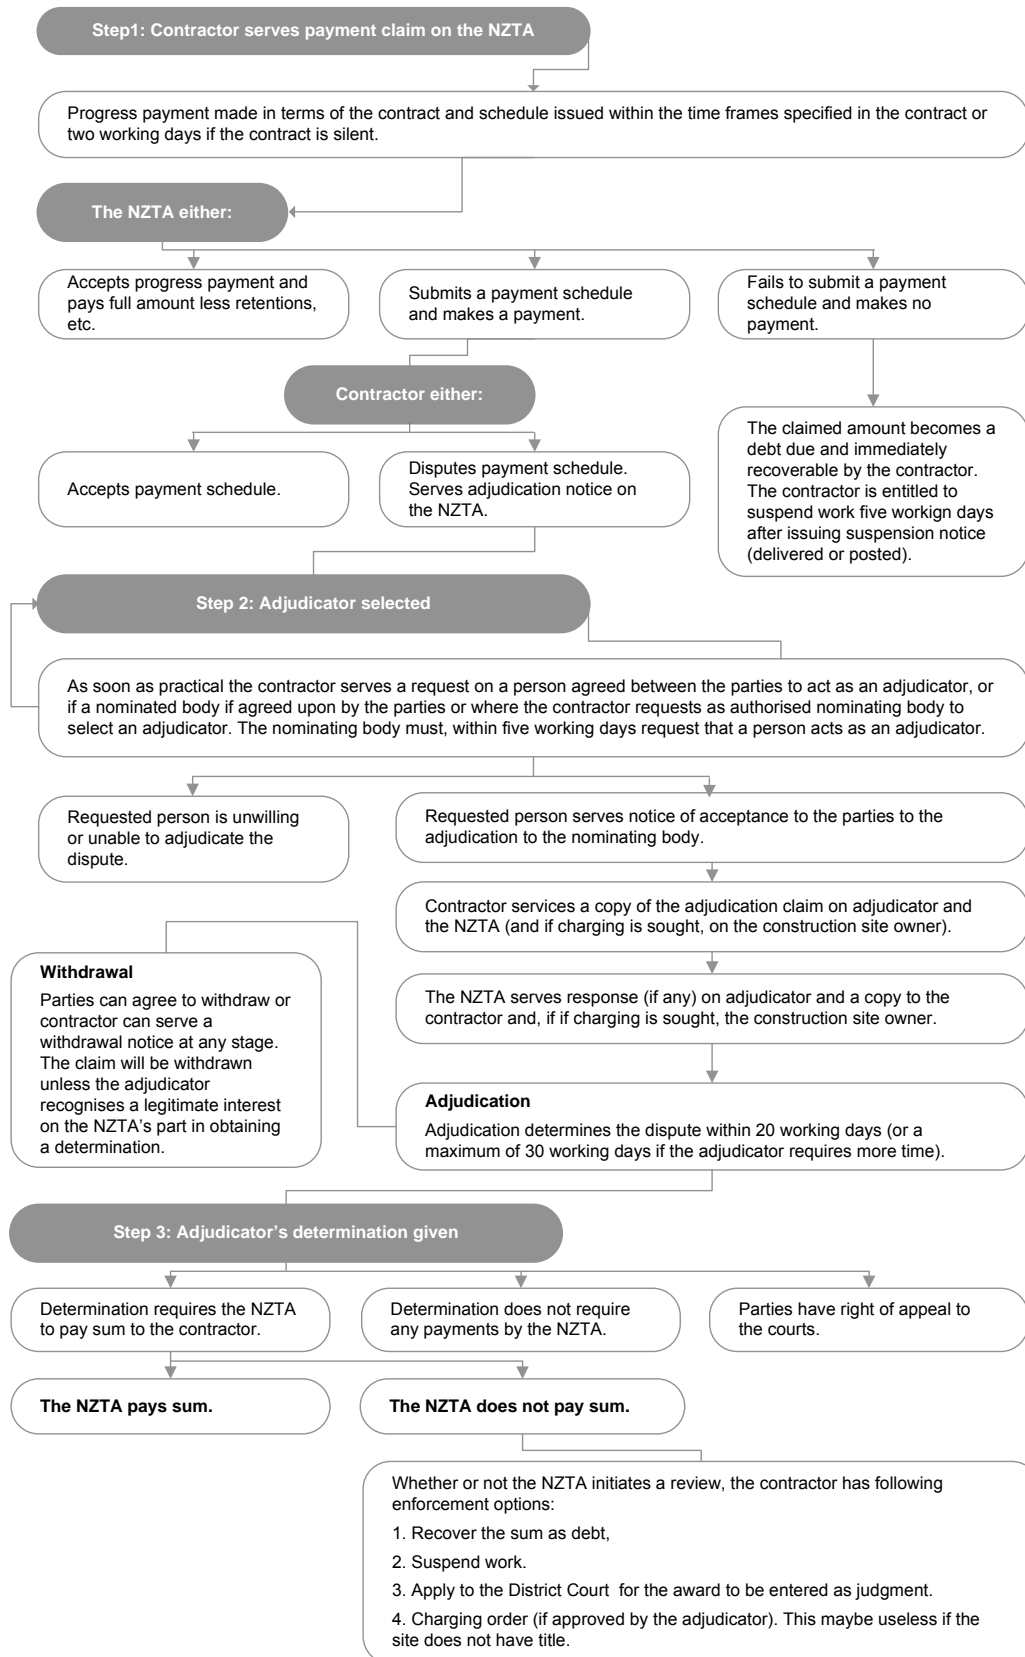 Step1: Contractor serves payment claim on the NZTA
Progress payment made in terms of the contract and schedule issued within the time frames specified in the contract or
two working days if the contract is silent.
The NZTA either:
Accepts progress payment and
pays full amount less retentions,
etc.
Submits a payment schedule
and makes a payment.
Fails to submit a payment
schedule and makes no
payment.
Contractor either:
The claimed amount becomes a
debt due and immediately
recoverable by the contractor.
The contractor is entitled to
suspend work five workign days
after issuing suspension notice
(delivered or posted).
Accepts payment schedule.
Disputes payment schedule.
Serves adjudication notice on
the NZTA.
Step 2: Adjudicator selected
As soon as practical the contractor serves a request on a person agreed between the parties to act as an adjudicator, or
if a nominated body if agreed upon by the parties or where the contractor requests as authorised nominating body to
select an adjudicator. The nominating body must, within five working days request that a person acts as an adjudicator.
Requested person is unwilling
or unable to adjudicate the
dispute.
Requested person serves notice of acceptance to the parties to the
adjudication to the nominating body.
Contractor services a copy of the adjudication claim on adjudicator and
the NZTA (and if charging is sought, on the construction site owner).
Withdrawal
Parties can agree to withdraw or
contractor can serve a
withdrawal notice at any stage.
The claim will be withdrawn
unless the adjudicator
recognises a legitimate interest
on the NZTA's part in obtaining
a determination.
The NZTA serves response (if any) on adjudicator and a copy to the
contractor and, if if charging is sought, the construction site owner.
Adjudication
Adjudication determines the dispute within 20 working days (or a
maximum of 30 working days if the adjudicator requires more time).
Step 3: Adjudicator's determination given
Determination requires the NZTA
to pay sum to the contractor.
Determination does not require
any payments by the NZTA.
Parties have right of appeal to
the courts.
The NZTA pays sum.
The NZTA does not pay sum.
Whether or not the NZTA initiates a review, the contractor has following
enforcement options:
1. Recover the sum as debt,
2. Suspend work.
3. Apply to the District Court  for the award to be entered as judgment.
4. Charging order (if approved by the adjudicator). This maybe useless if the
site does not have title.